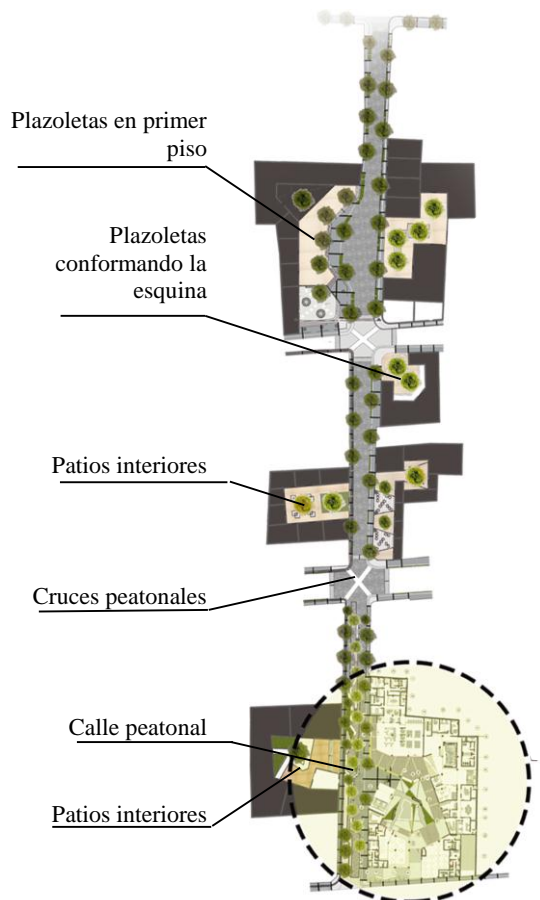 Plazoletas en primer
piso
Plazoletas
conformando la
esquina
Patios interiores
Cruces peatonales
Calle peatonal
Patios interiores